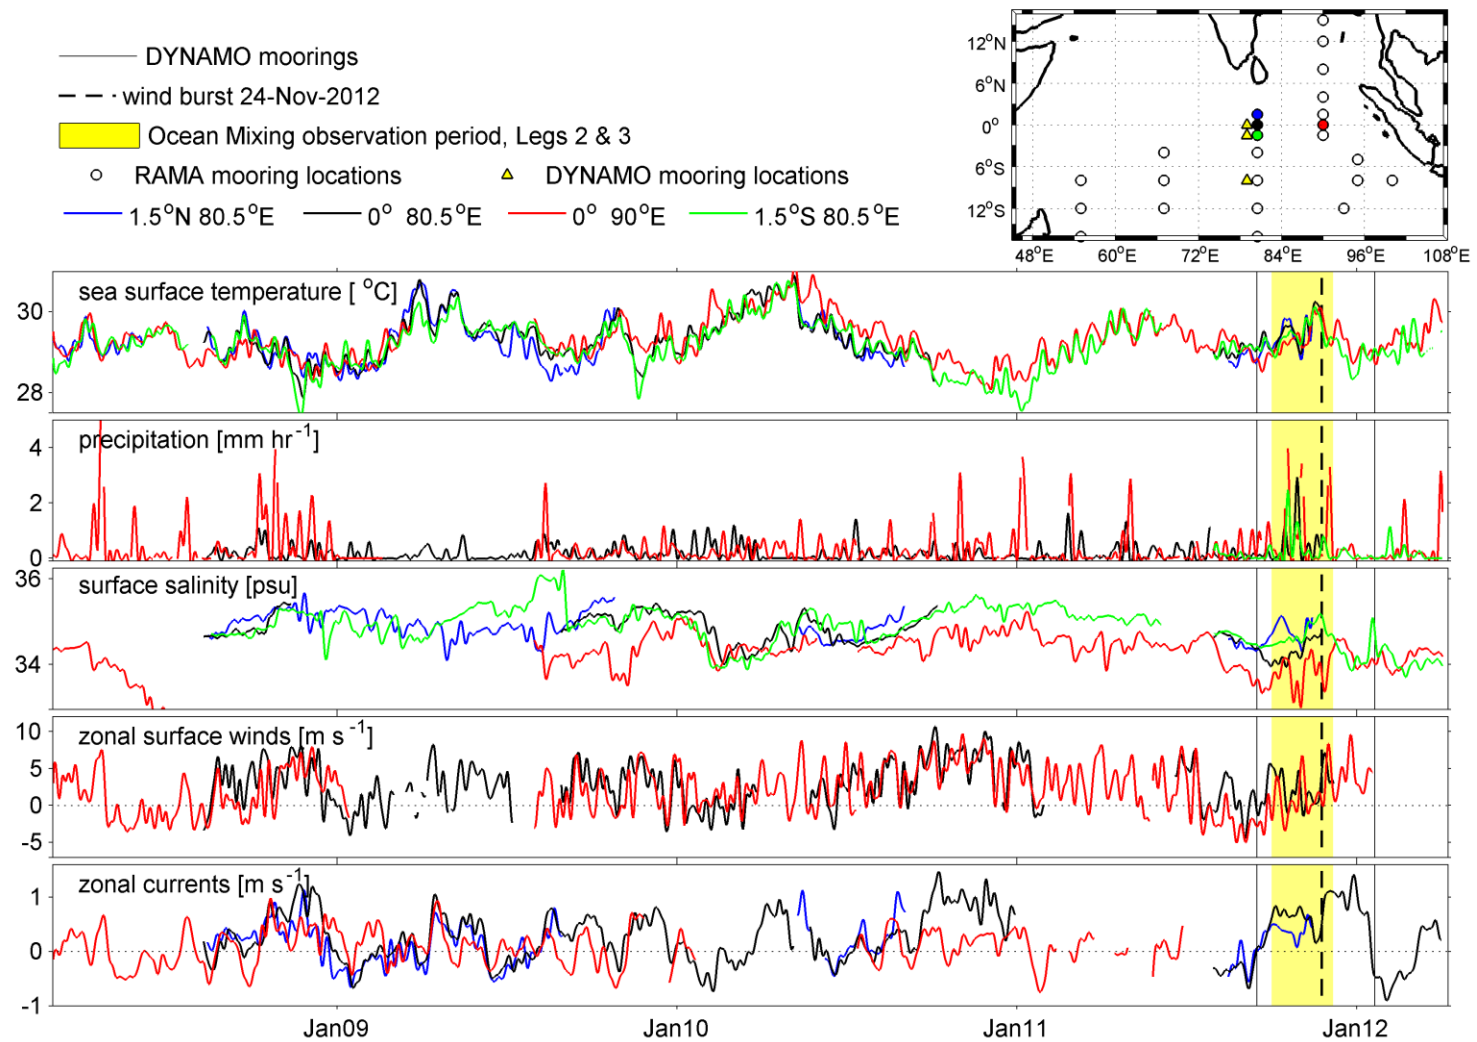 DYNAMO moorings
wind burst 24-Nov-2012
Ocean Mixing observation period, Legs 2 & 3
RAMA mooring locations DYNAMO mooring locations
1.5°N 80.5°E 0° 80.5°E 0° 90°E 1.5°S 80.5°E
12°N
6°N
0°
6°S
12°S
48°E 60°E 72°E 84°E 96°E 108°E
sea surface temperature [ °C]
30
28
precipitation [mm hr⁻¹]
4
2
0
surface salinity [psu]
36
34
zonal surface winds [m s⁻¹]
10
5
0
-5
zonal currents [m s⁻¹]
1
0
-1
Jan09 Jan10 Jan11 Jan12